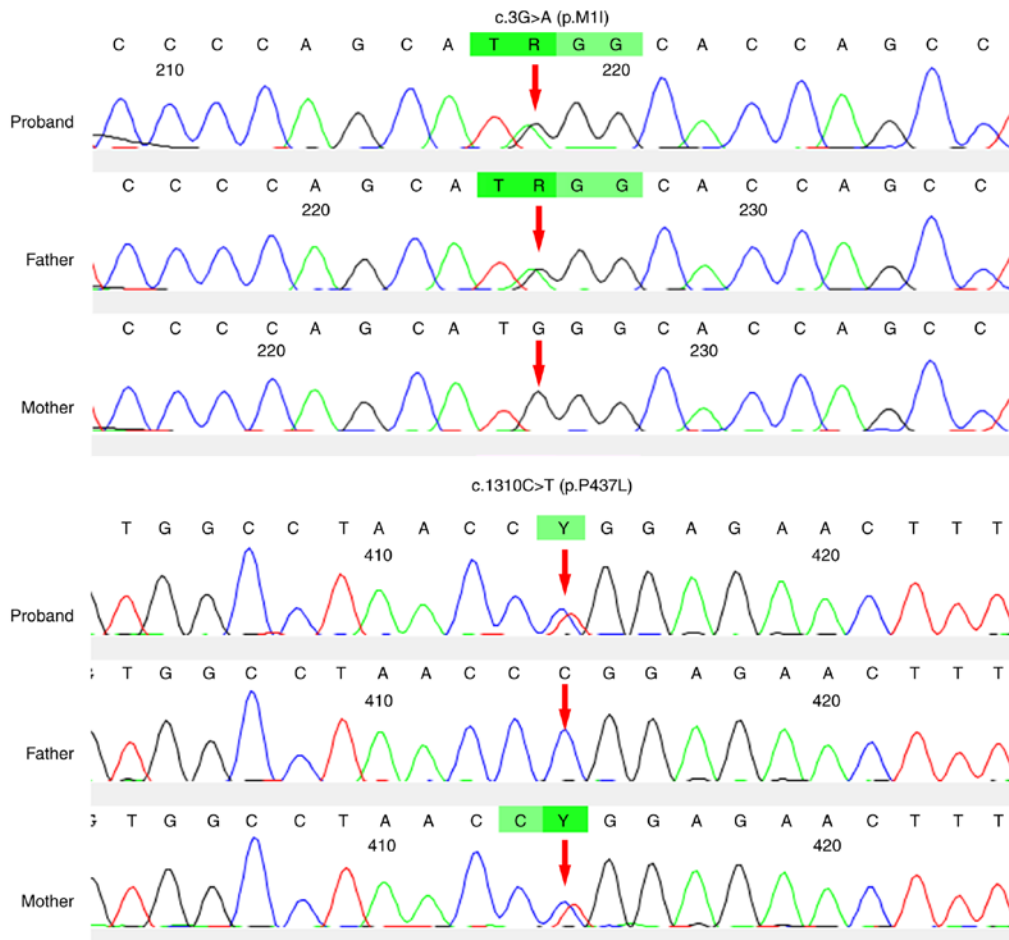 c.3G>A (p.M1I)
C C C C A G C A T R G G C A C C A G C C
210 220
Proband
C C C C A G C A T R G G C A C C A G C C
220 230
Father
C C C C A G C A T G G G C A C C A G C C
220 230
Mother
c.1310C>T (p.P437L)
T G G C C T A A C C Y G G A G A A C T T T
410 420
Proband
T G G C C T A A C C C G G A G A A C T T T
410 420
Father
G T G G C C T A A C C Y G G A G A A C T T T
410 420
Mother